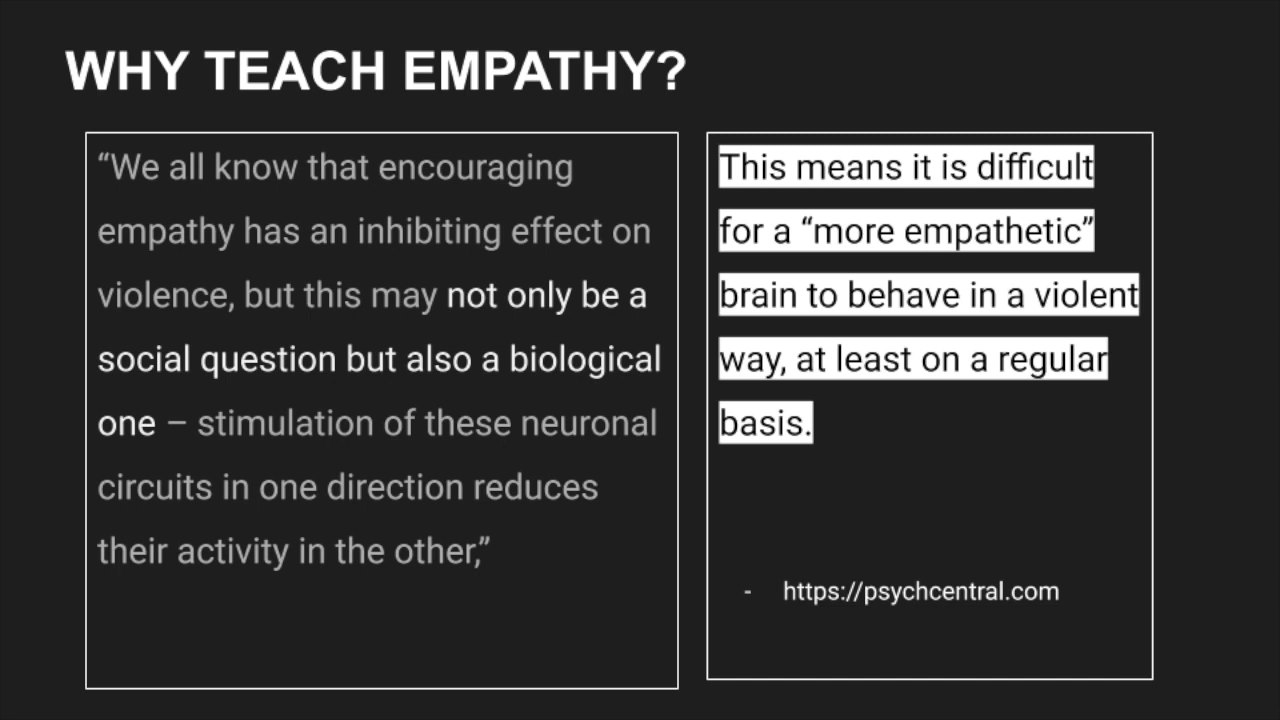 WHY TEACH EMPATHY?
“We all know that encouraging
empathy has an inhibiting effect on
violence, but this may not only be a
social question but also a biological
one – stimulation of these neuronal
circuits in one direction reduces
their activity in the other,”
This means it is difficult
for a “more empathetic”
brain to behave in a violent
way, at least on a regular
basis.
- https://psychcentral.com